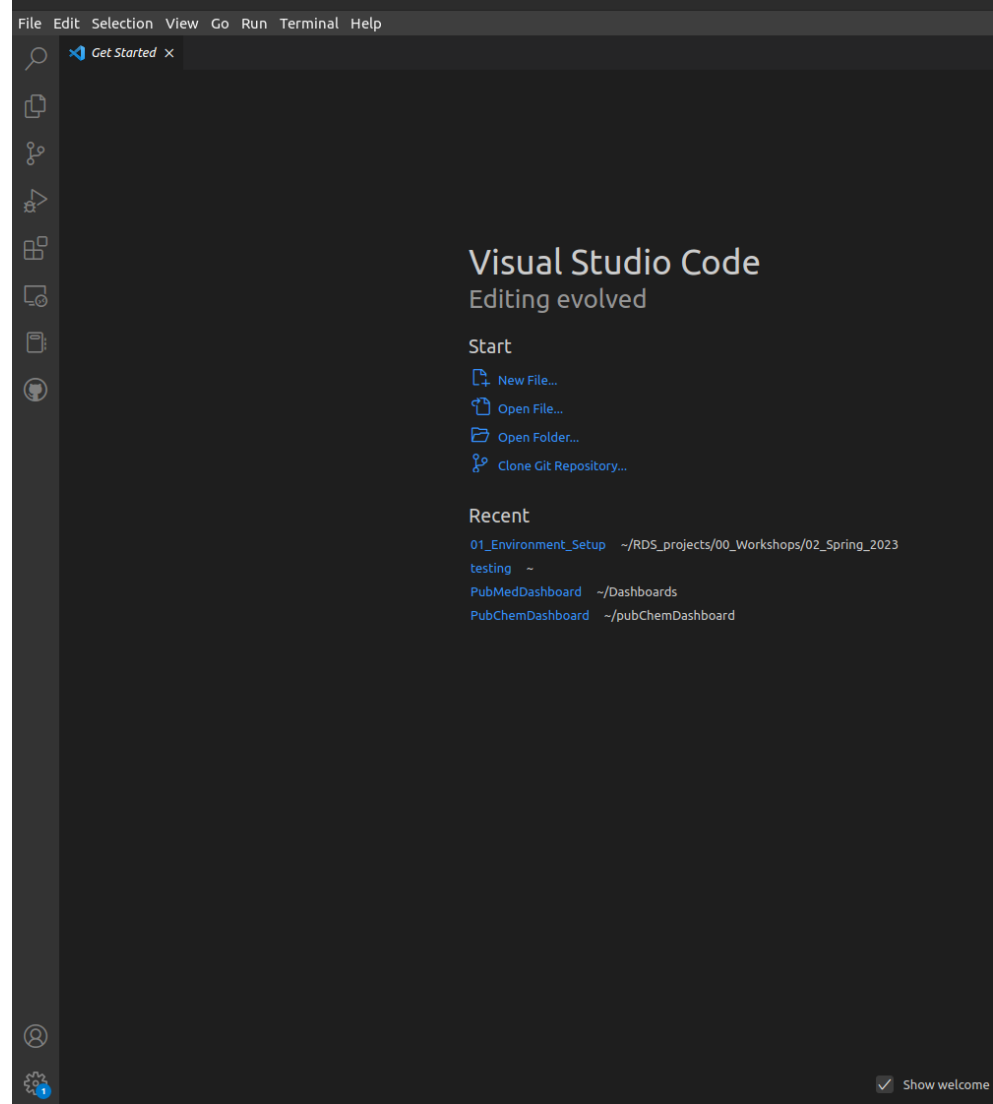 File Edit Selection View Go Run Terminal Help
Get Started
Visual Studio Code
Editing evolved
Start
New File...
Open File...
Open Folder...
Clone Git Repository...
Recent
01_Environment_Setup ~/RDS_projects/00_Workshops/02_Spring_2023
testing ~
PubMedDashboard ~/Dashboards
PubChemDashboard ~/pubChemDashboard
1
Show welcome